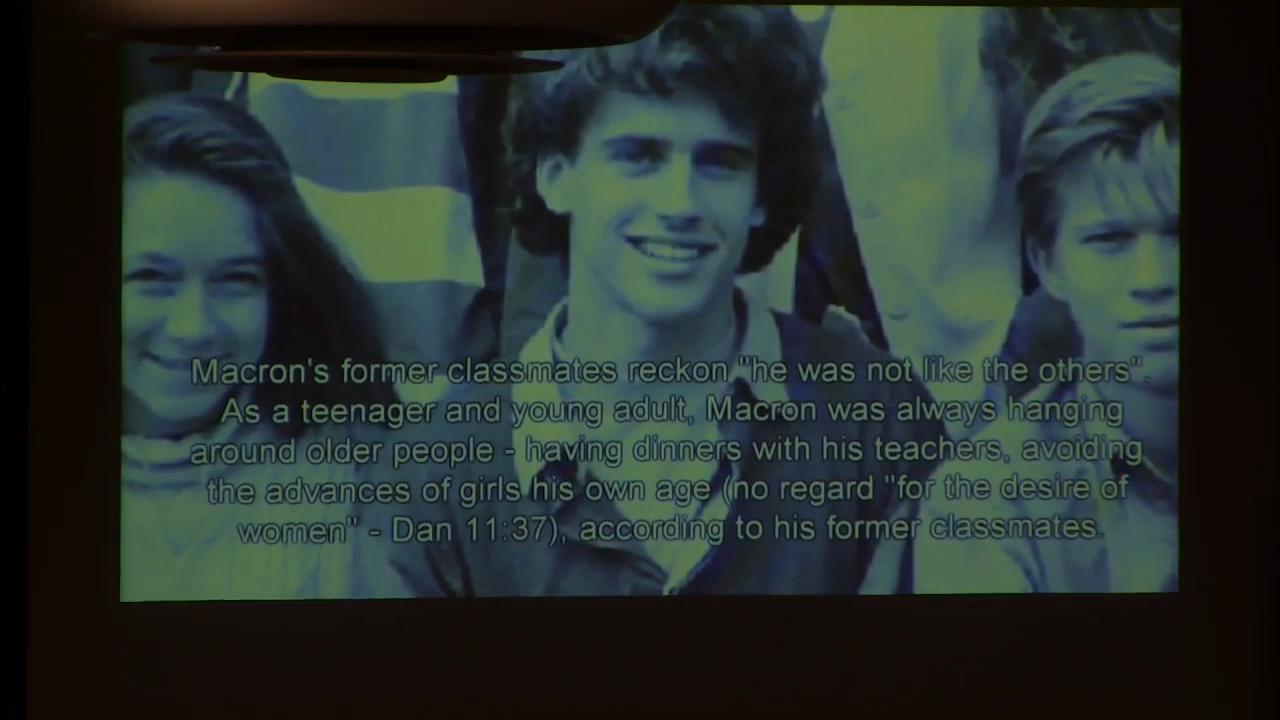 Macron's former classmates reckon "he was not like the others".
As a teenager and young adult, Macron was always hanging
around older people - having dinners with his teachers, avoiding
the advances of girls his own age (no regard "for the desire of
women" - Dan 11:37), according to his former classmates.